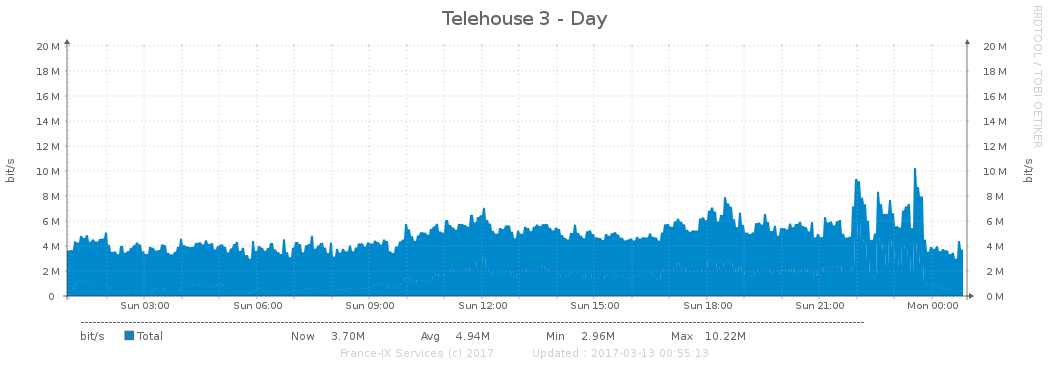 Telehouse 3 - Day
RRDTOOL / TOBI OETIKER
bit/s
20 M 20 M
18 M 18 M
16 M 16 M
14 M 14 M
12 M 12 M
10 M 10 M
8 M 8 M
6 M 6 M
4 M 4 M
2 M 2 M
0 0 M
bit/s
Sun 03:00 Sun 06:00 Sun 09:00 Sun 12:00 Sun 15:00 Sun 18:00 Sun 21:00 Mon 00:00
bit/s Total Now 3.70M Avg 4.94M Min 2.96M Max 10.22M
France-IX Services (c) 2017 Updated : 2017-03-13 00:55:13